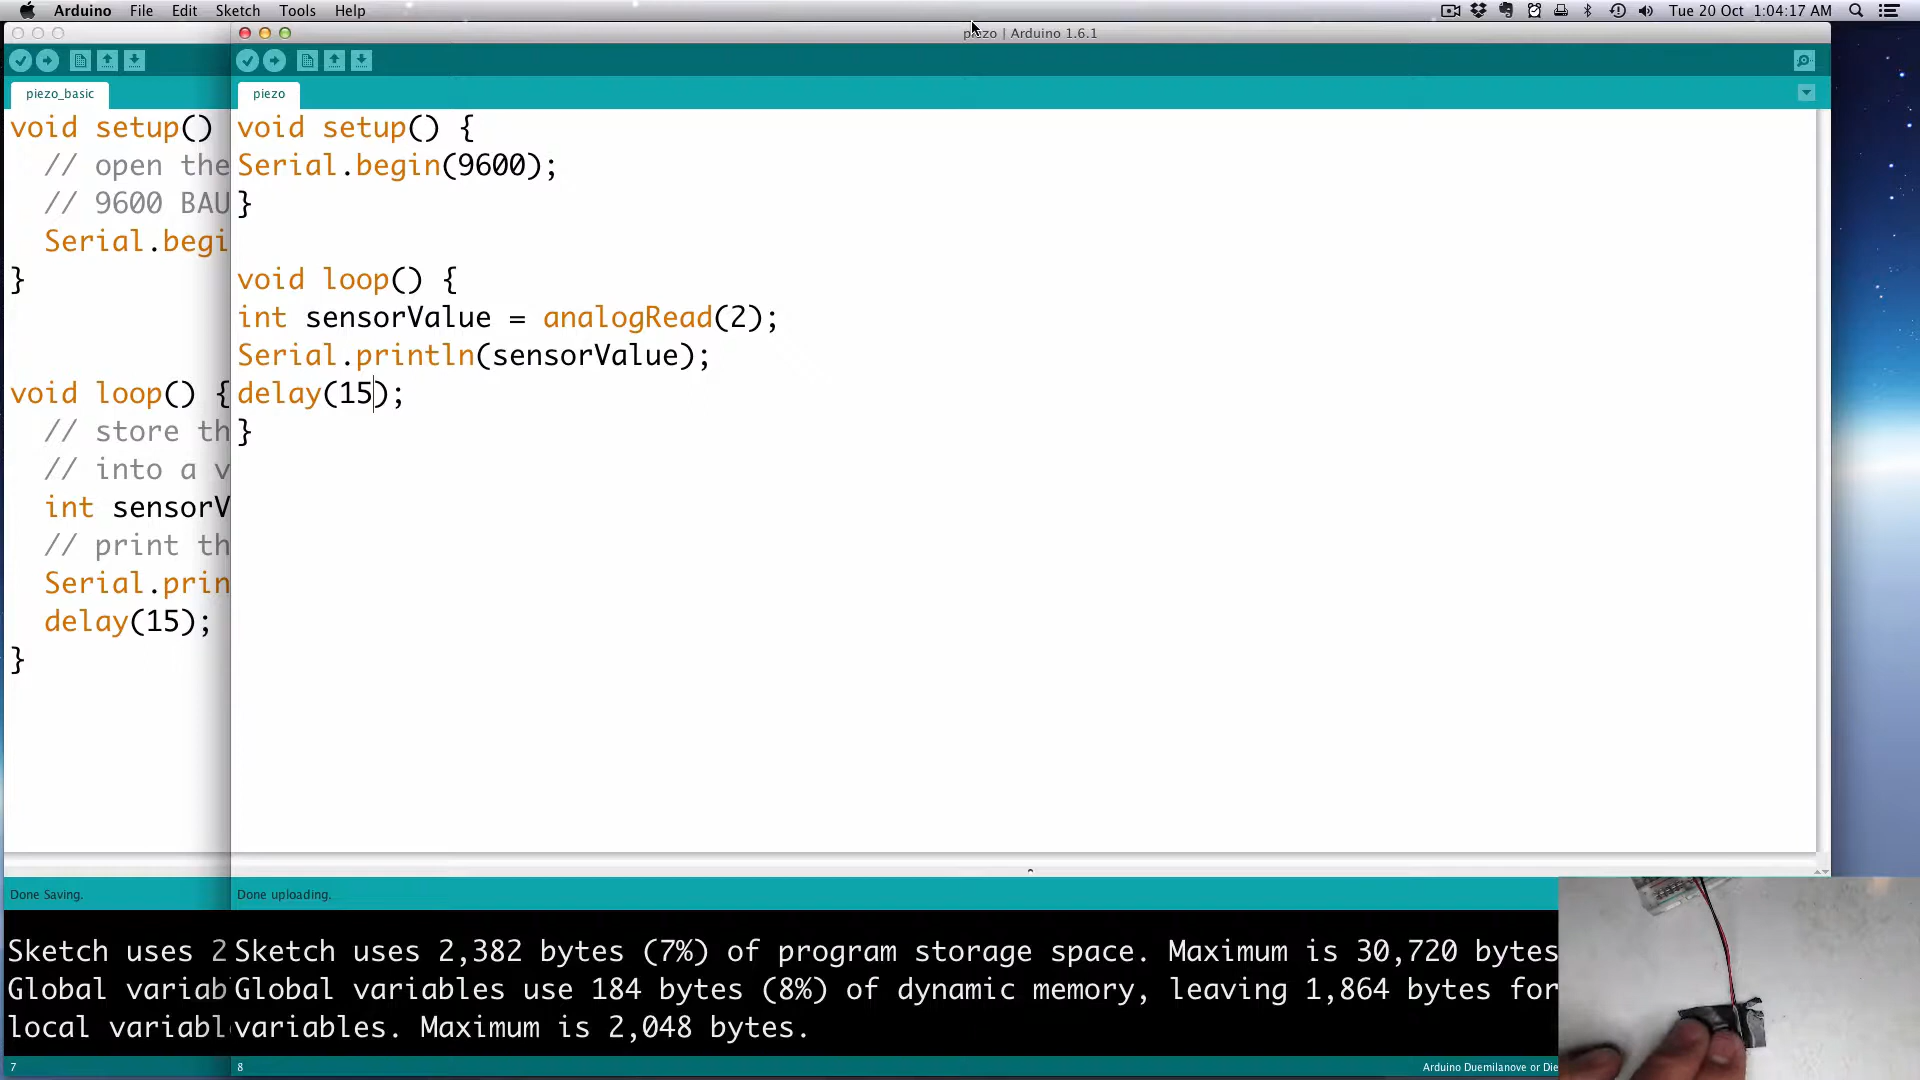 Arduino File Edit Sketch Tools Help Tue 20 Oct 1:04:17 AM
piezo | Arduino 1.6.1
piezo_basic
void setup()
// open the
// 9600 BAU
Serial.begi
}
void loop() {
// store th
// into a v
int sensorV
// print th
Serial.prin
delay(15);
}
Done Saving.
Sketch uses 2
Global variab
local variabl
7
piezo
void setup() {
Serial.begin(9600);
}
void loop() {
int sensorValue = analogRead(2);
Serial.println(sensorValue);
delay(15);
}
Done uploading.
Sketch uses 2,382 bytes (7%) of program storage space. Maximum is 30,720 bytes
Global variables use 184 bytes (8%) of dynamic memory, leaving 1,864 bytes for
variables. Maximum is 2,048 bytes.
8
Arduino Duemilanove or Die